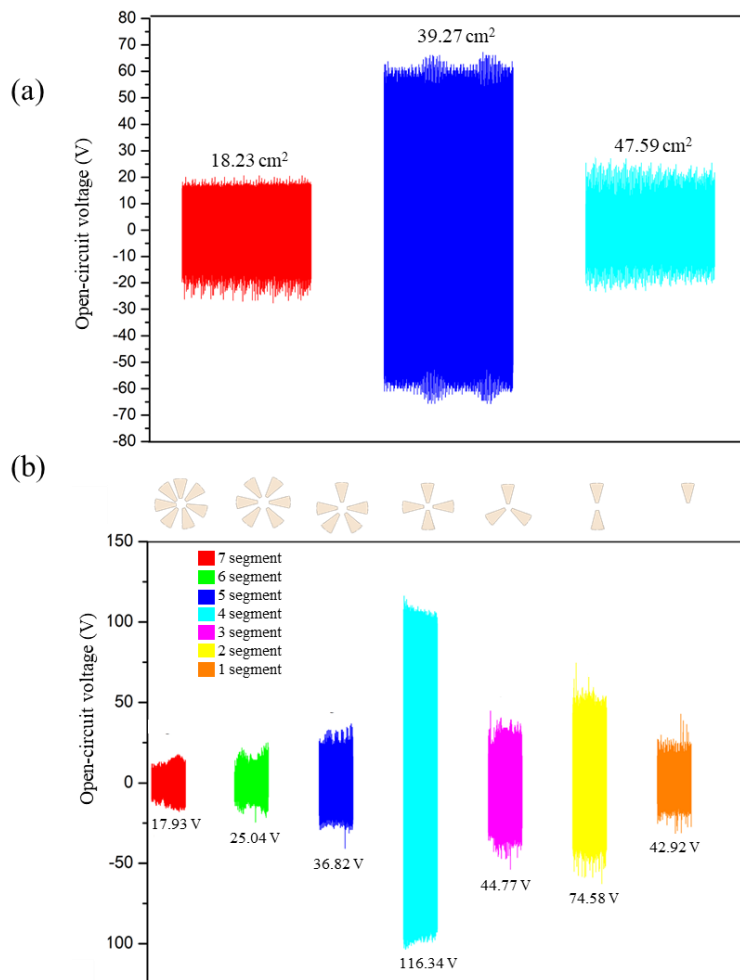 (a)
Open-circuit voltage (V)
80
70
60
50
40
30
20
10
0
-10
-20
-30
-40
-50
-60
-70
-80
18.23 cm²
39.27 cm²
47.59 cm²
(b)
Open-circuit voltage (V)
150
100
50
0
-50
100
7 segment
6 segment
5 segment
4 segment
3 segment
2 segment
1 segment
17.93 V
25.04 V
36.82 V
116.34 V
44.77 V
74.58 V
42.92 V